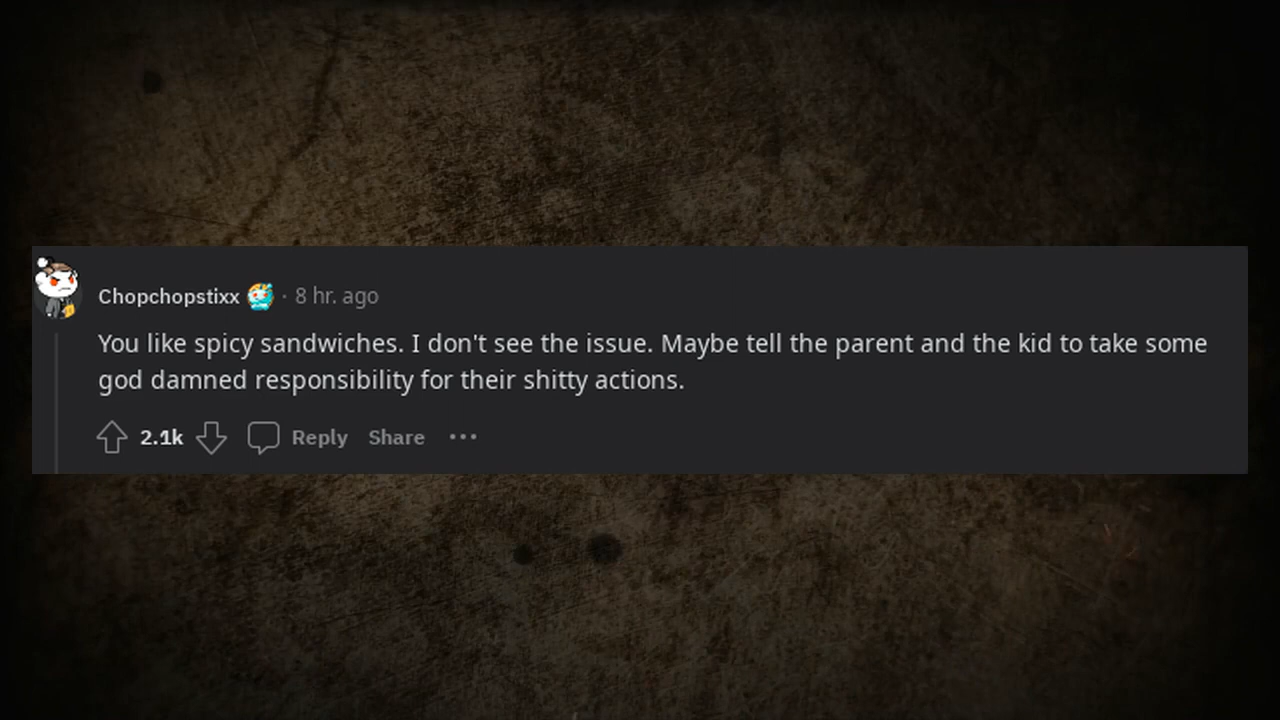 Chopchopstixx · 8 hr. ago
You like spicy sandwiches. I don't see the issue. Maybe tell the parent and the kid to take some
god damned responsibility for their shitty actions.
2.1k Reply Share •••